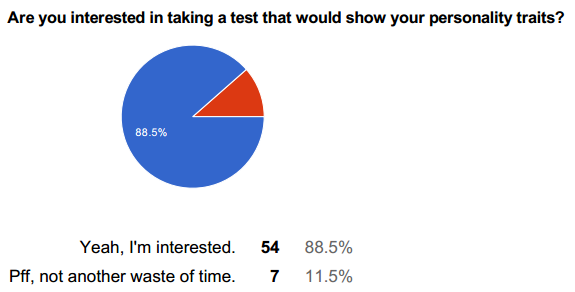 Are you interested in taking a test that would show your personality traits?
88.5%
Yeah, I'm interested. 54 88.5%
Pff, not another waste of time. 7 11.5%